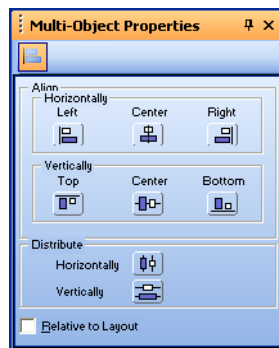 Multi-Object Properties
Align
Horizontally
Left Center Right
Vertically
Top Center Bottom
Distribute
Horizontally
Vertically
Relative to Layout